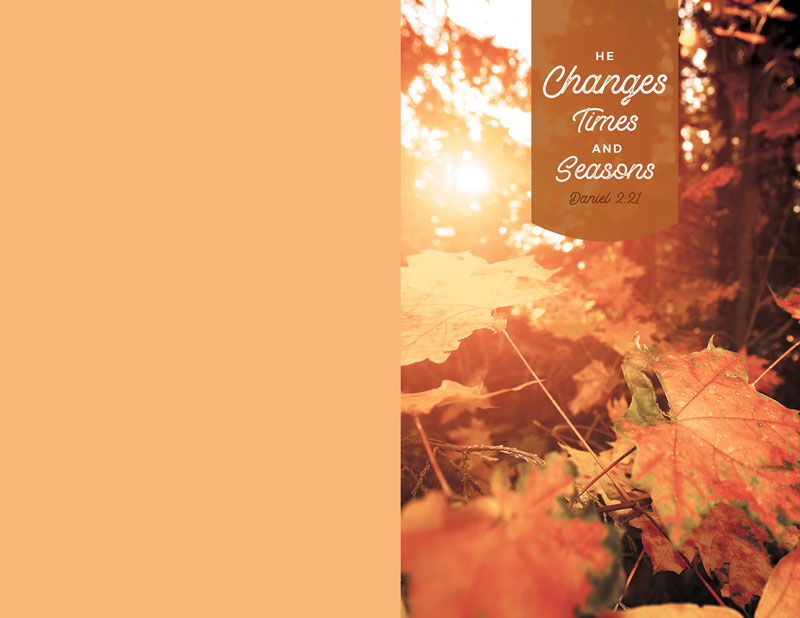 HE
Changes
Times
AND
Seasons
Daniel 2:21